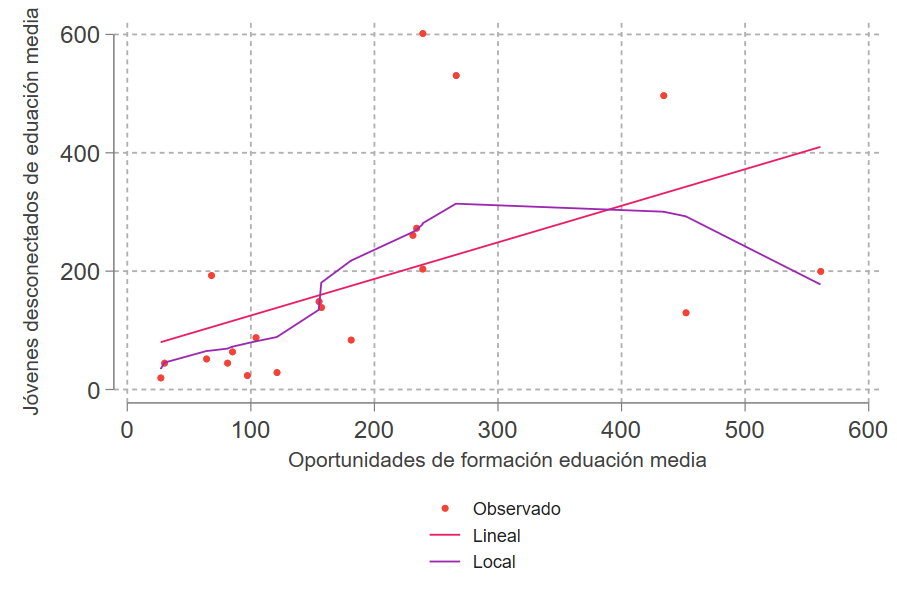 Jóvenes desconectados de eduación media
600
400
200
0
0 100 200 300 400 500 600
Oportunidades de formación eduación media
Observado
Lineal
Local